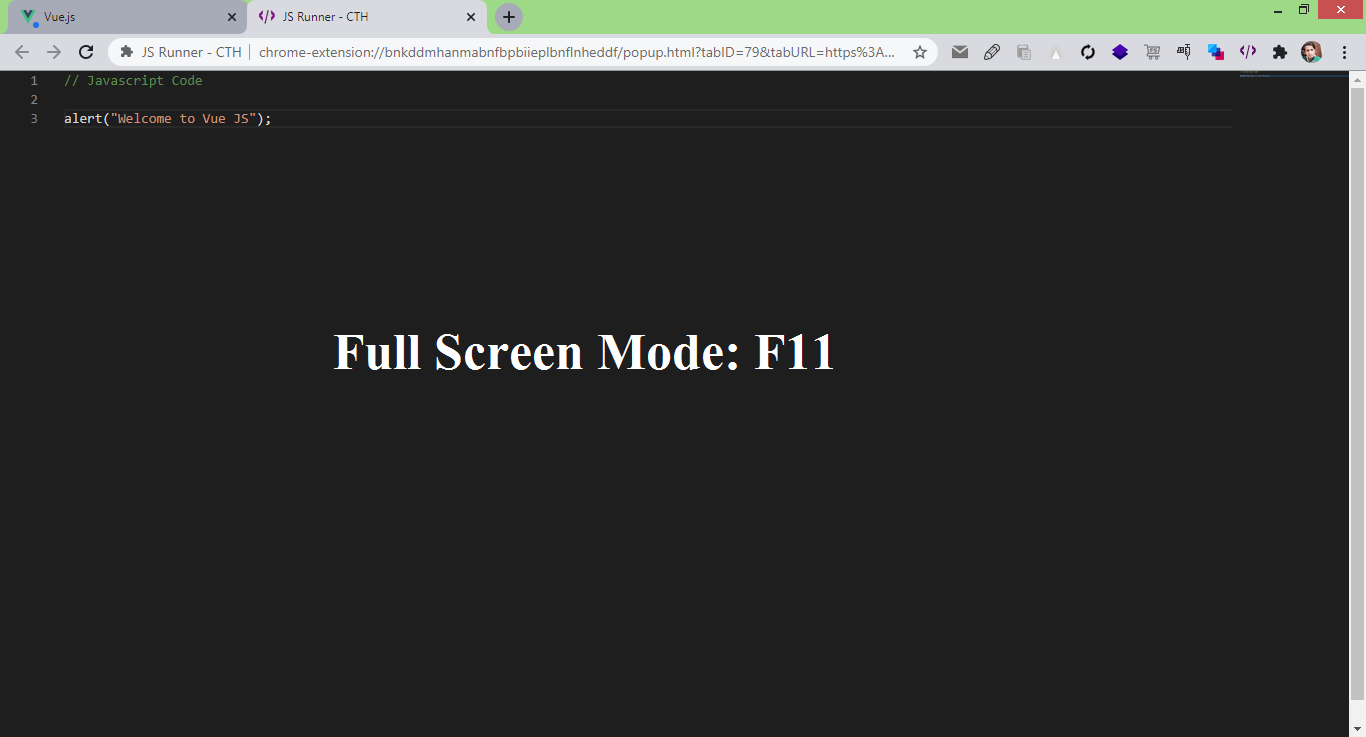 Vue.js
JS Runner - CTH
JS Runner - CTH | chrome-extension://bnkddmhanmabnfbpbiieplbnflnheddf/popup.html?tabID=79&tabURL=https%3A...
1 // Javascript Code
2
3 alert("Welcome to Vue JS");
Full Screen Mode: F11